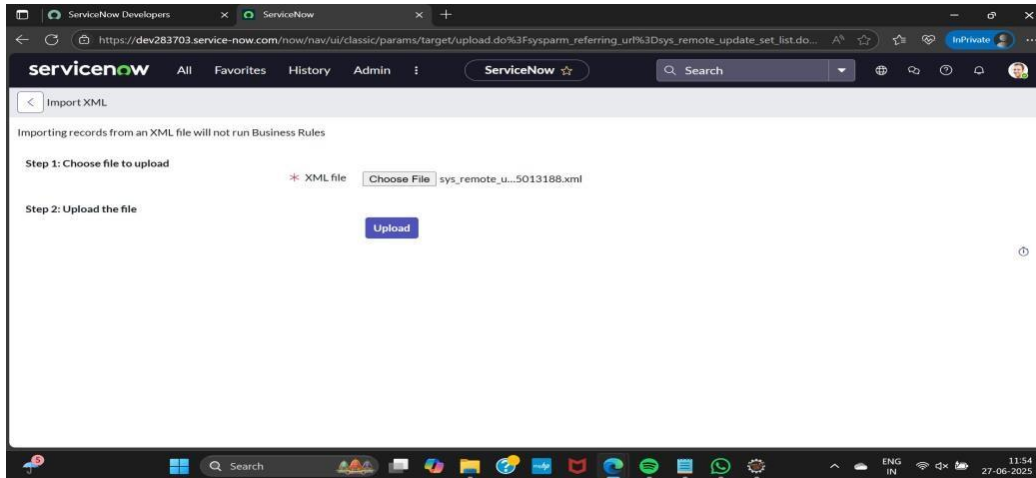 ServiceNow Developers
ServiceNow
https://dev283703.service-now.com/now/nav/ui/classic/params/target/upload.do%3Fsysparm_referring_url%3Dsys_remote_update_set_list.do...
InPrivate
servicenow All Favorites History Admin ServiceNow Search
Import XML
Importing records from an XML file will not run Business Rules
Step 1: Choose file to upload
* XML file Choose File sys_remote_u...5013188.xml
Step 2: Upload the file
Upload
5
Search
ENG 11:54
IN 27-06-2025